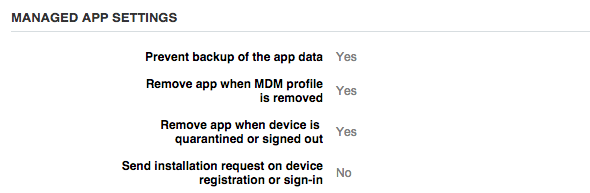 MANAGED APP SETTINGS
Prevent backup of the app data Yes
Remove app when MDM profile
is removed Yes
Remove app when device is
quarantined or signed out Yes
Send installation request on device
registration or sign-in No